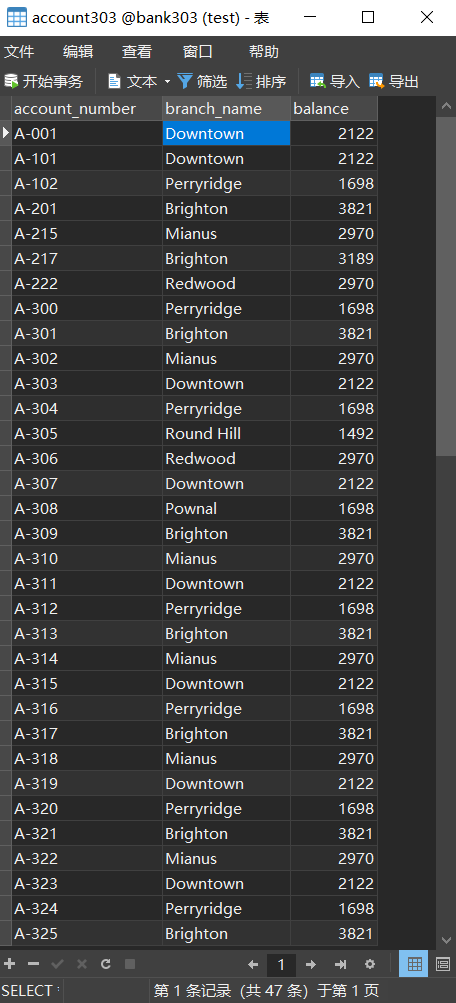 account303 @bank303 (test) - 表
文件 编辑 查看 窗口 帮助
开始事务 文本 筛选 排序 导入 导出
account_number branch_name balance
A-001 Downtown 2122
A-101 Downtown 2122
A-102 Perryridge 1698
A-201 Brighton 3821
A-215 Mianus 2970
A-217 Brighton 3189
A-222 Redwood 2970
A-300 Perryridge 1698
A-301 Brighton 3821
A-302 Mianus 2970
A-303 Downtown 2122
A-304 Perryridge 1698
A-305 Round Hill 1492
A-306 Redwood 2970
A-307 Downtown 2122
A-308 Pownal 1698
A-309 Brighton 3821
A-310 Mianus 2970
A-311 Downtown 2122
A-312 Perryridge 1698
A-313 Brighton 3821
A-314 Mianus 2970
A-315 Downtown 2122
A-316 Perryridge 1698
A-317 Brighton 3821
A-318 Mianus 2970
A-319 Downtown 2122
A-320 Perryridge 1698
A-321 Brighton 3821
A-322 Mianus 2970
A-323 Downtown 2122
A-324 Perryridge 1698
A-325 Brighton 3821
1
SELECT 第 1 条记录（共 47 条）于第 1 页